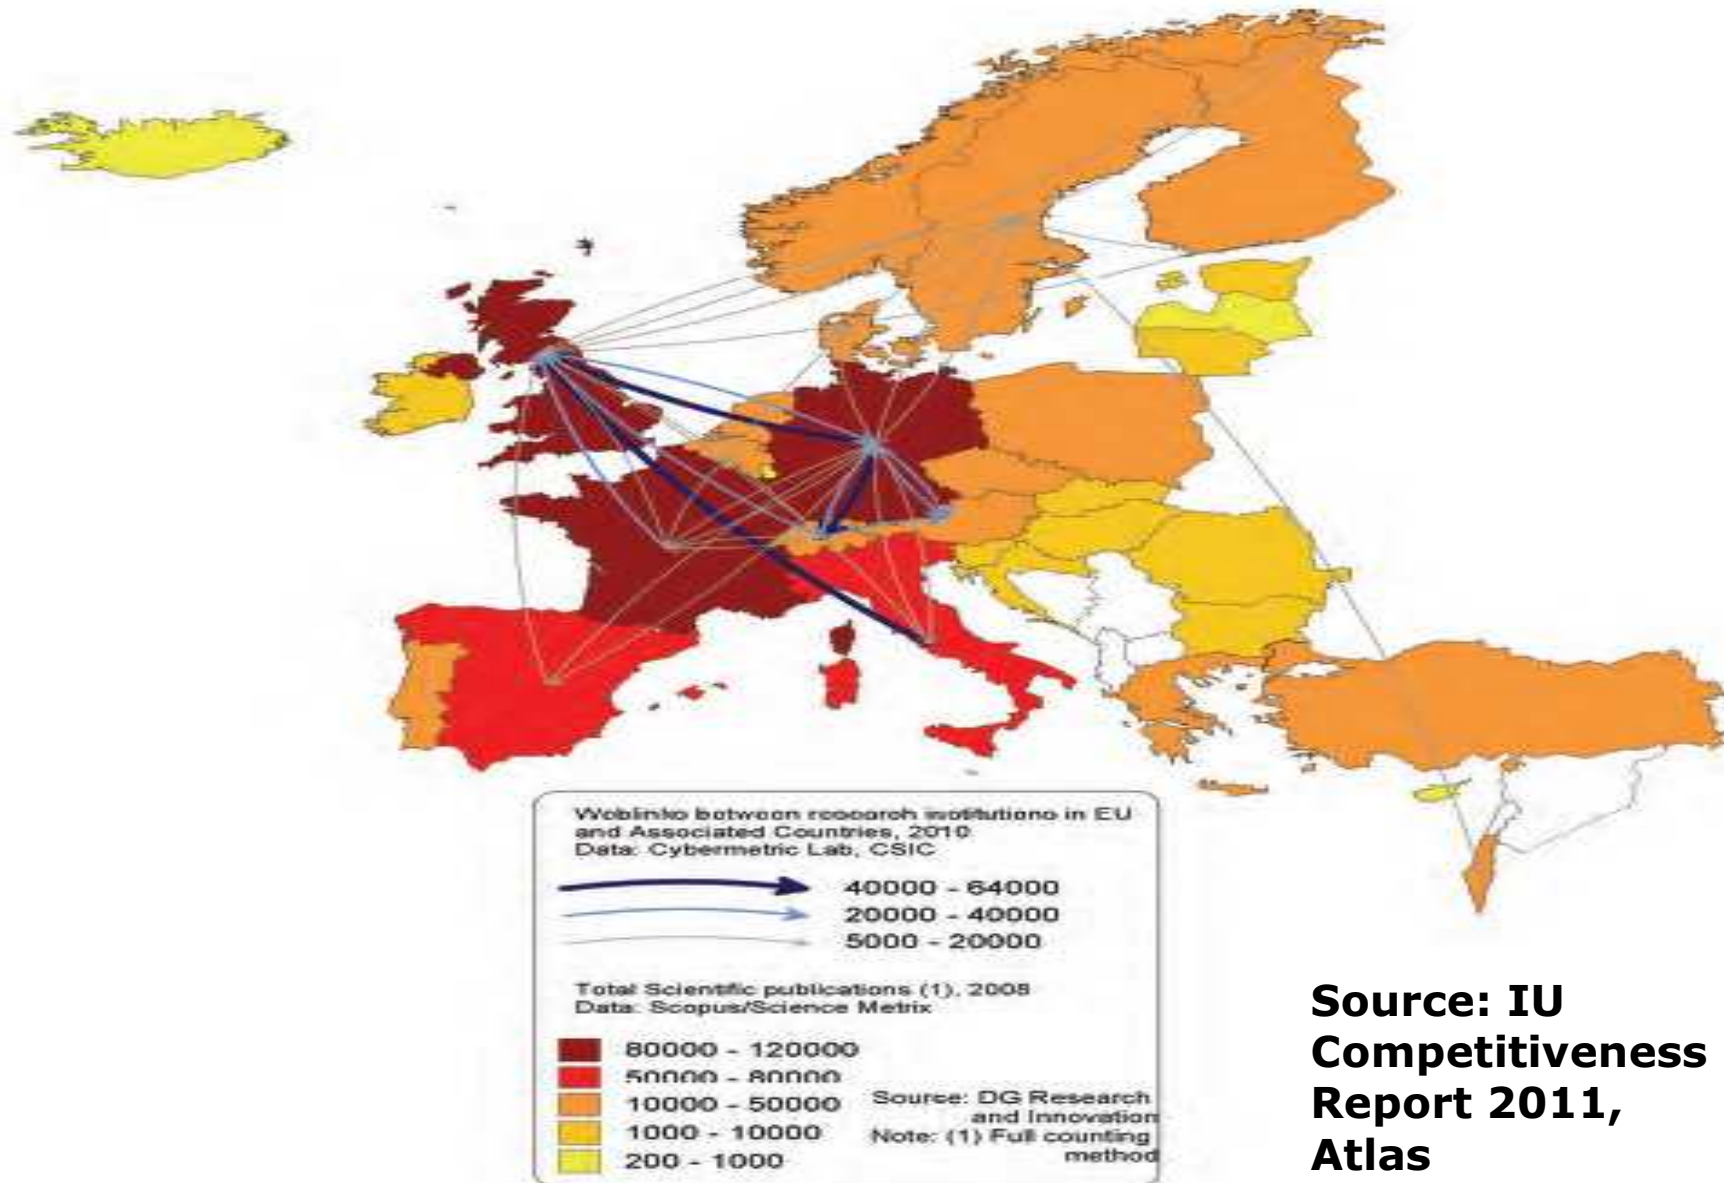 Weblinks between research institutions in EU
and Associated Countries, 2010
Data: Cybermetric Lab, CSIC
40000 - 64000
20000 - 40000
5000 - 20000
Total Scientific publications (1), 2008
Data: Scopus/Science Metrix
80000 - 120000
50000 - 80000
10000 - 50000
1000 - 10000
200 - 1000
Source: DG Research
and Innovation
Note: (1) Full counting
method
Source: IU
Competitiveness
Report 2011,
Atlas